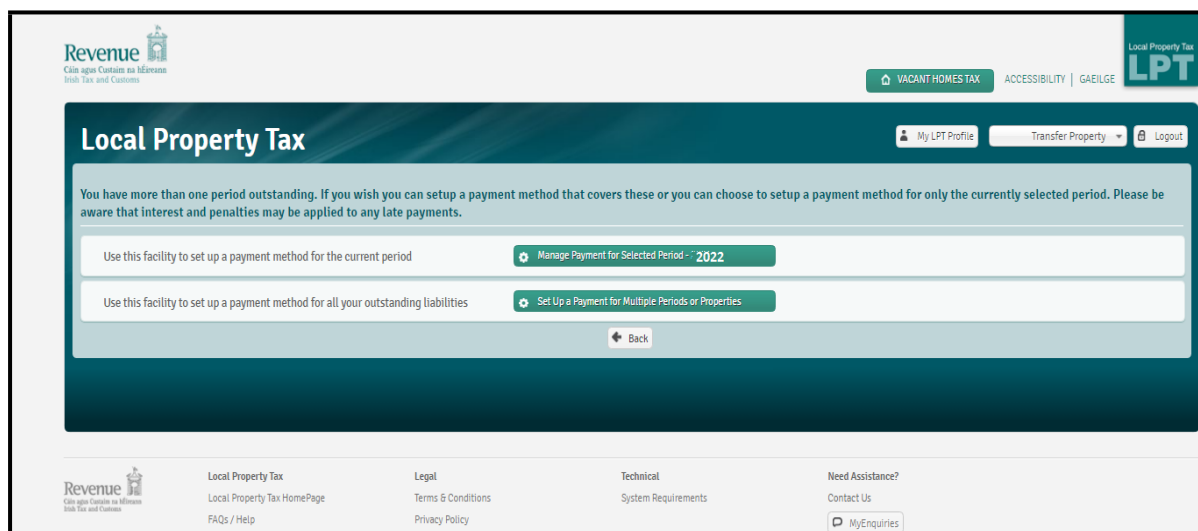 Revenue
Cáin agus Custaim na hÉireann
Irish Tax and Customs
VACANT HOMES TAX
ACCESSIBILITY | GAEILGE
Local Property Tax
LPT
Local Property Tax
My LPT Profile
Transfer Property
Logout
You have more than one period outstanding. If you wish you can setup a payment method that covers these or you can choose to setup a payment method for only the currently selected period. Please be
aware that interest and penalties may be applied to any late payments.
Use this facility to set up a payment method for the current period
Manage Payment for Selected Period - 2022
Use this facility to set up a payment method for all your outstanding liabilities
Set Up a Payment for Multiple Periods or Properties
Back
Revenue
Cáin agus Custaim na hÉireann
Irish Tax and Customs
Local Property Tax
Local Property Tax HomePage
FAQs / Help
Legal
Terms & Conditions
Privacy Policy
Technical
System Requirements
Need Assistance?
Contact Us
MyEnquiries